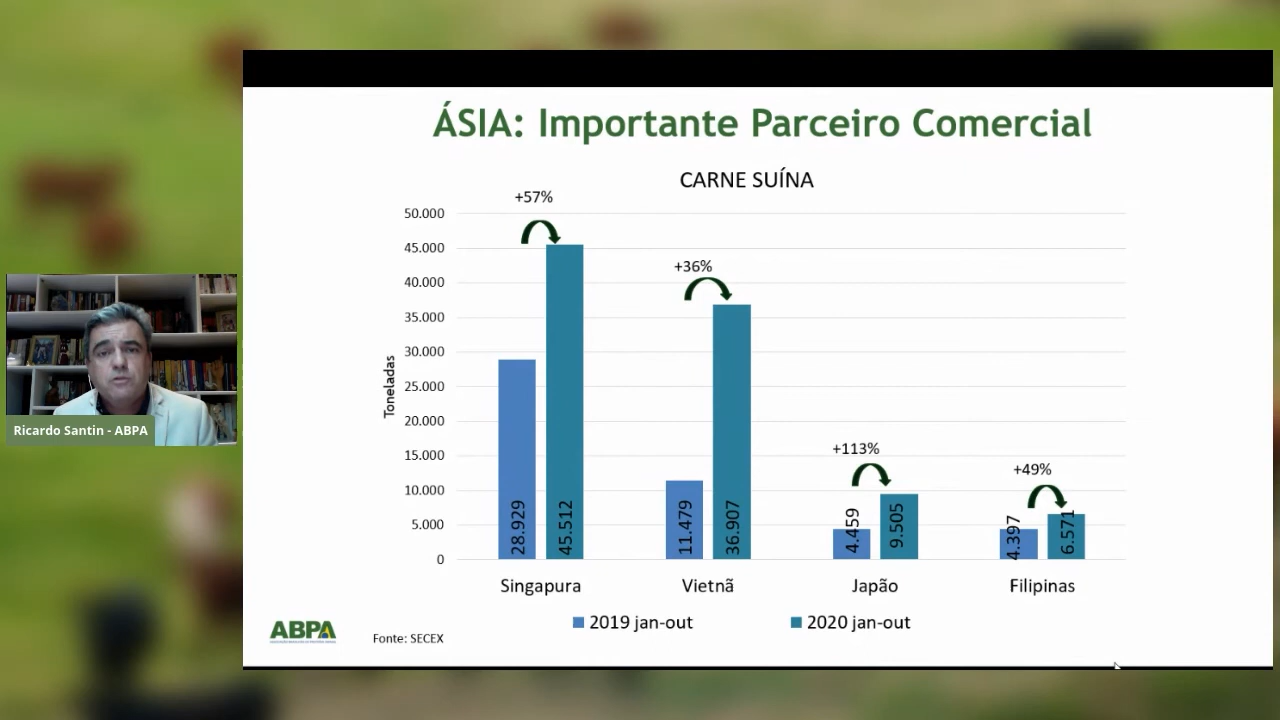 ÁSIA: Importante Parceiro Comercial
CARNE SUÍNA
+57%
+36%
+113%
+49%
50.000
45.000
40.000
35.000
30.000
25.000
20.000
15.000
10.000
5.000
0
Toneladas
28.929
45.512
11.479
36.907
4.459
9.505
4.397
6.571
Singapura
Vietnã
Japão
Filipinas
2019 jan-out
2020 jan-out
ABPA
Fonte: SECEX
Ricardo Santin - ABPA